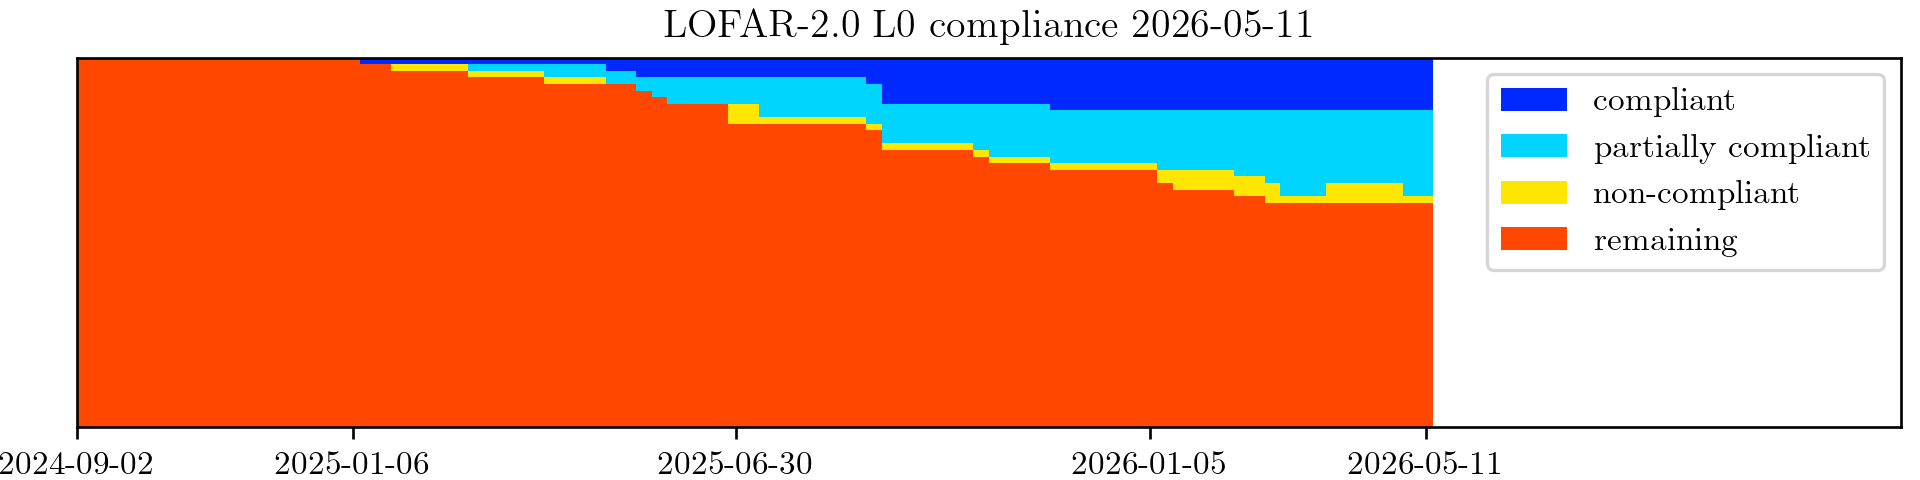 LOFAR-2.0 L0 compliance 2026-05-11
compliant
partially compliant
non-compliant
remaining
2024-09-02 2025-01-06 2025-06-30 2026-01-05 2026-05-11